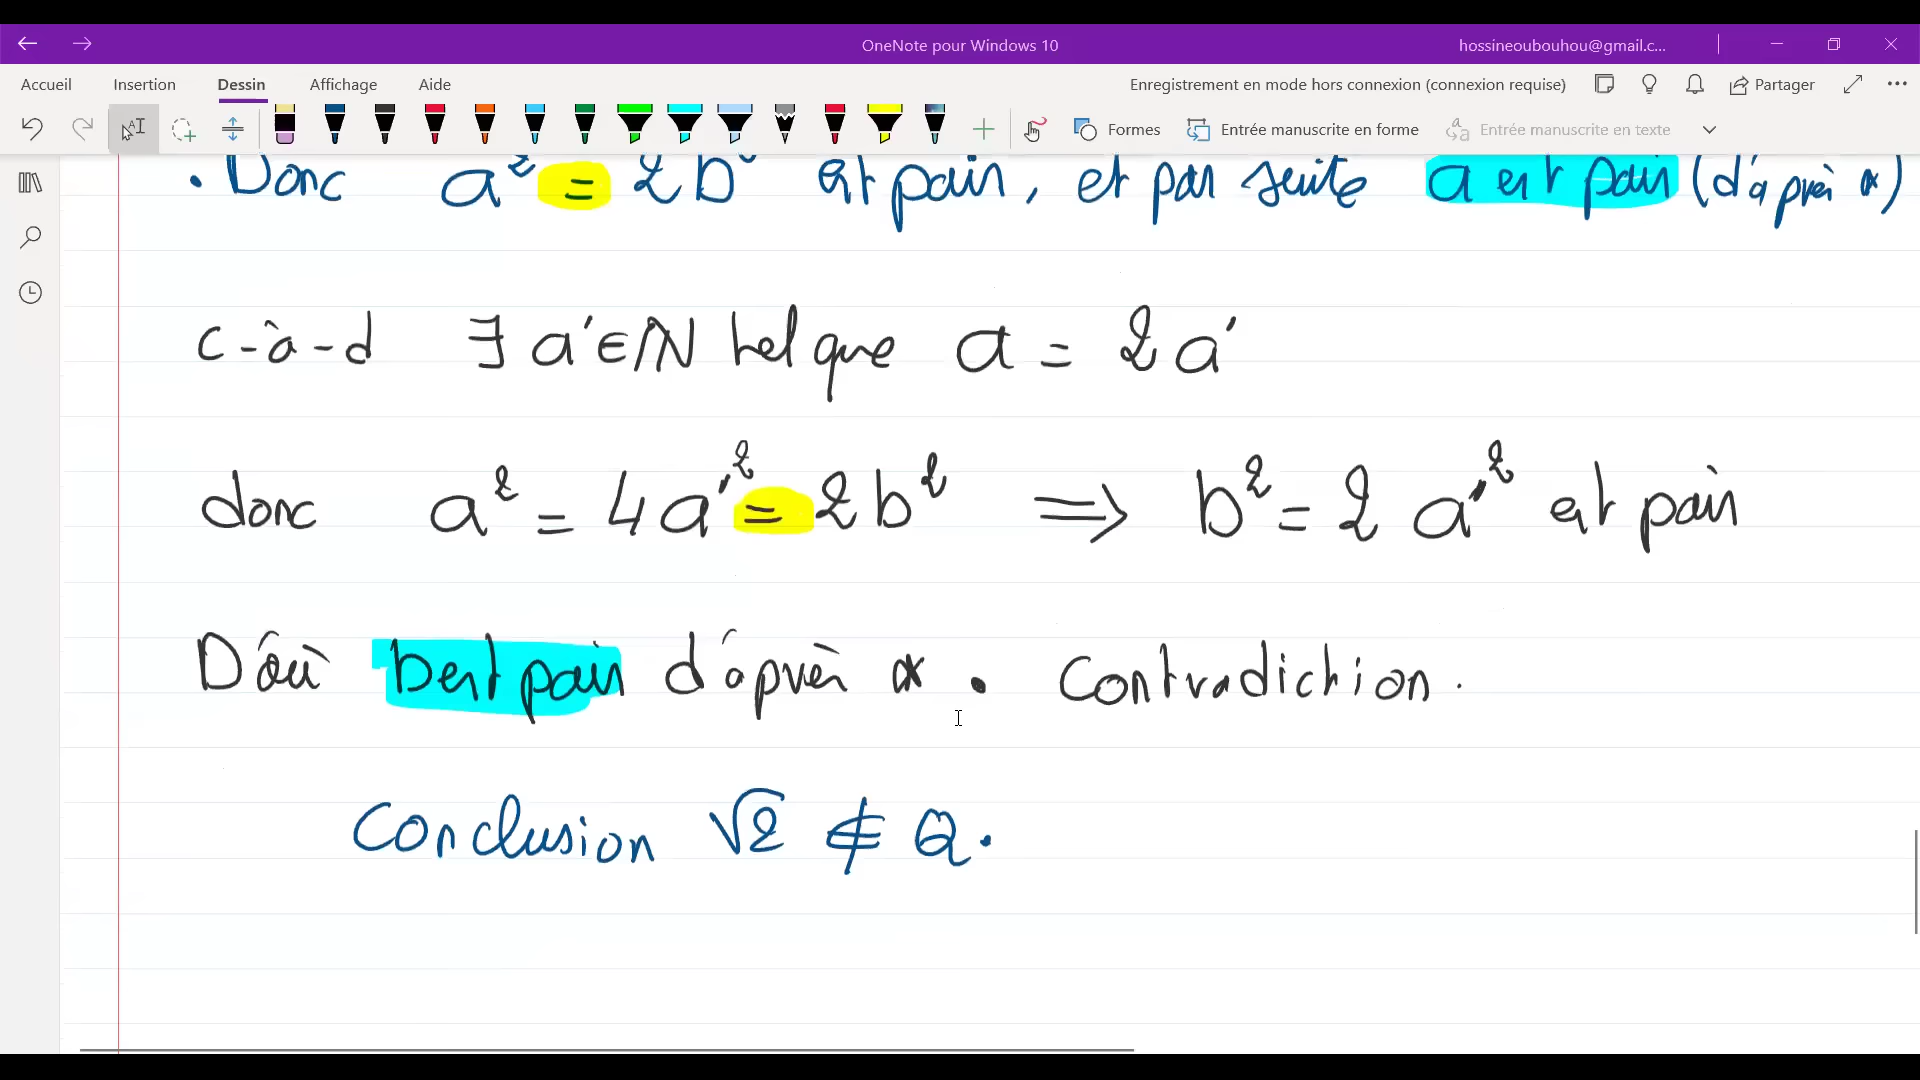 OneNote pour Windows 10
hossineoubouhou@gmail.c...
Accueil Insertion Dessin Affichage Aide
Enregistrement en mode hors connexion (connexion requise)
Partager
Formes Entrée manuscrite en forme Entrée manuscrite en texte
. Donc a² = 2b² est pair, et par suite a est pair (d'après *)
c-à-d ∃ a'∈ℕ tel que a = 2a'
donc a² = 4a'² = 2b² ⟹ b² = 2a'² est pair
D'où b est pair d'après * . Contradiction.
Conclusion √2 ∉ Q.